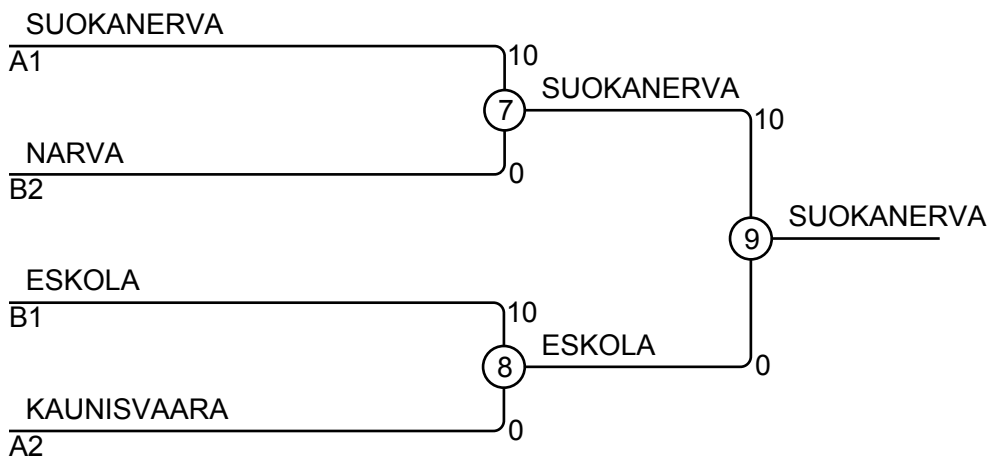 SUOKANERVA
A1
10
7
SUOKANERVA
10
NARVA
B2
0
9
SUOKANERVA
ESKOLA
B1
10
8
ESKOLA
0
KAUNISVAARA
A2
0